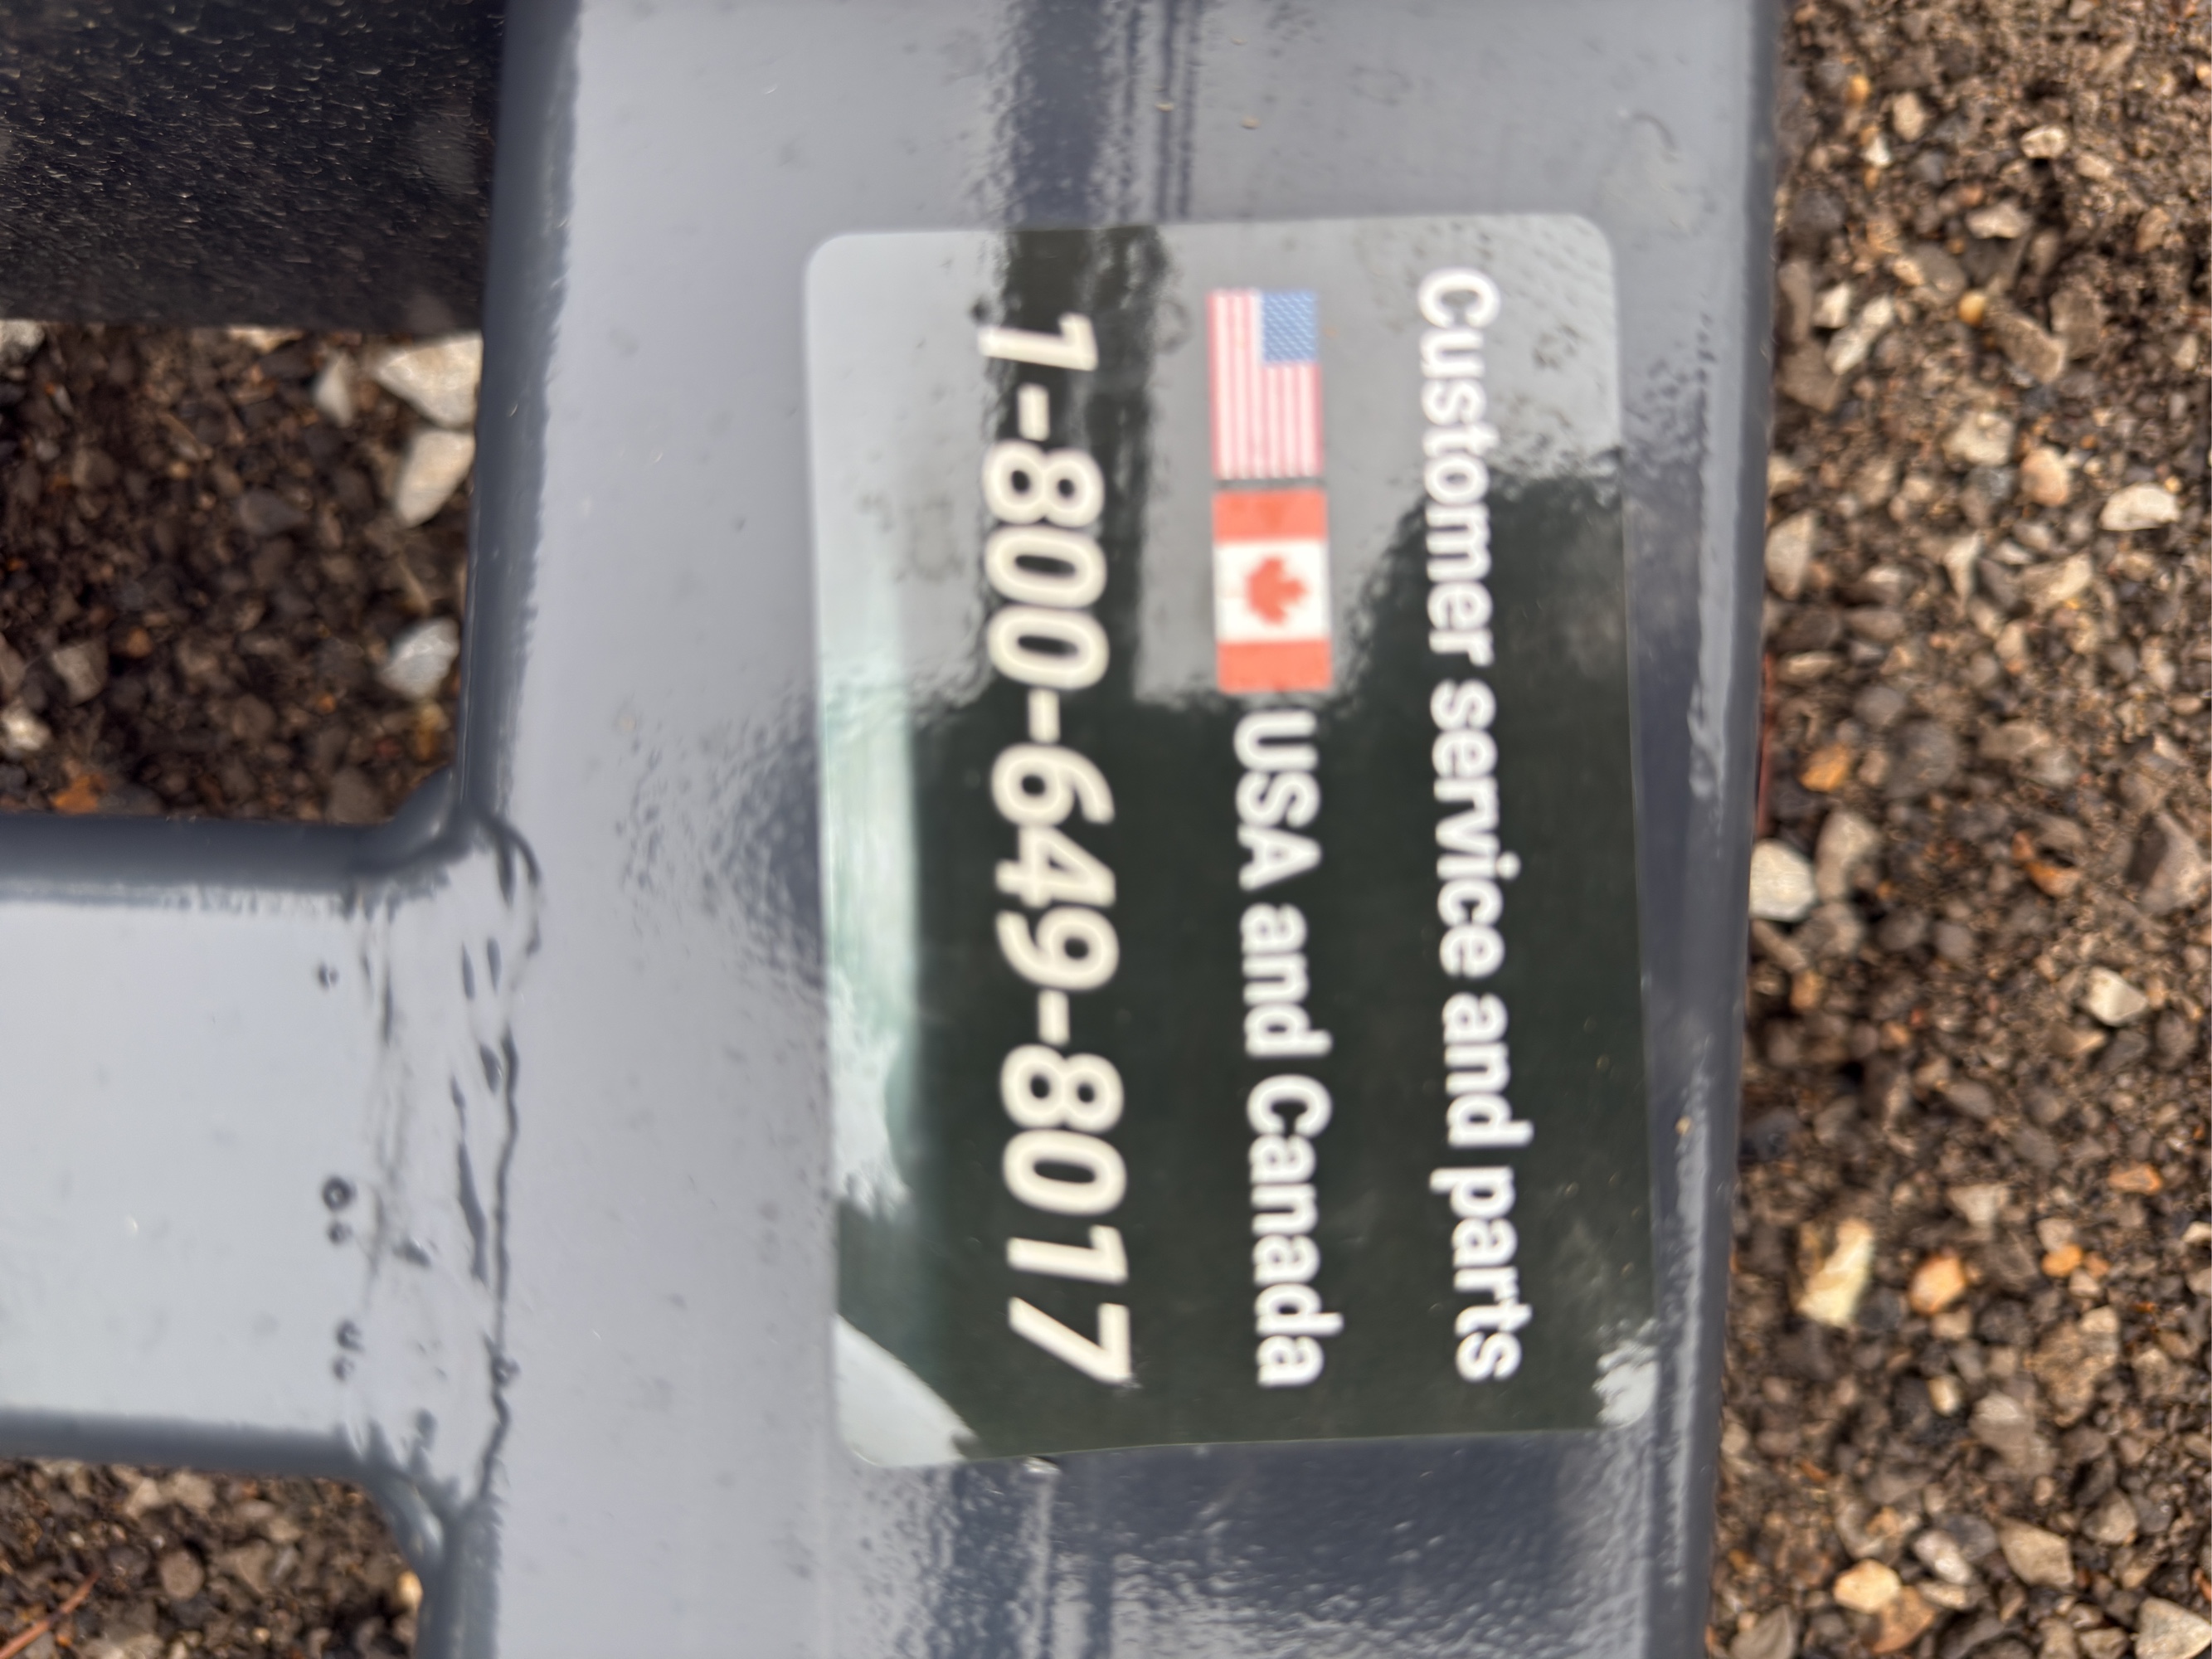 Customer service and parts
USA and Canada
1-800-649-8017